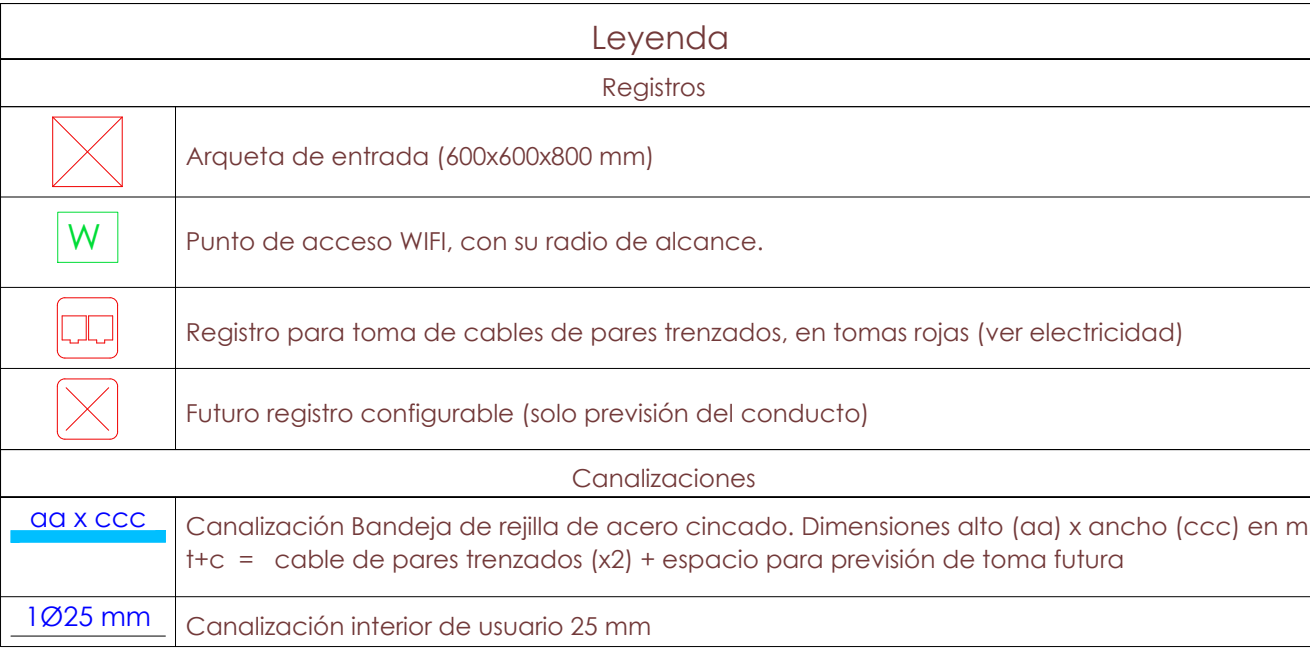 Leyenda
Registros
Arqueta de entrada (600x600x800 mm)
W
Punto de acceso WIFI, con su radio de alcance.
Registro para toma de cables de pares trenzados, en tomas rojas (ver electricidad)
Futuro registro configurable (solo previsión del conducto)
Canalizaciones
aa x ccc
Canalización Bandeja de rejilla de acero cincado. Dimensiones alto (aa) x ancho (ccc) en m
t+c = cable de pares trenzados (x2) + espacio para previsión de toma futura
1Ø25 mm
Canalización interior de usuario 25 mm